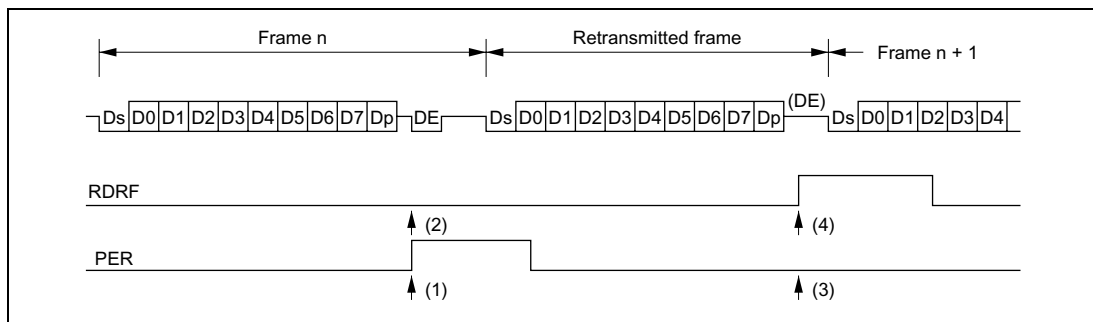 Frame n Retransmitted frame Frame n + 1
Ds D0 D1 D2 D3 D4 D5 D6 D7 Dp DE Ds D0 D1 D2 D3 D4 D5 D6 D7 Dp (DE) Ds D0 D1 D2 D3 D4
RDRF
(2) (4)
PER
(1) (3)